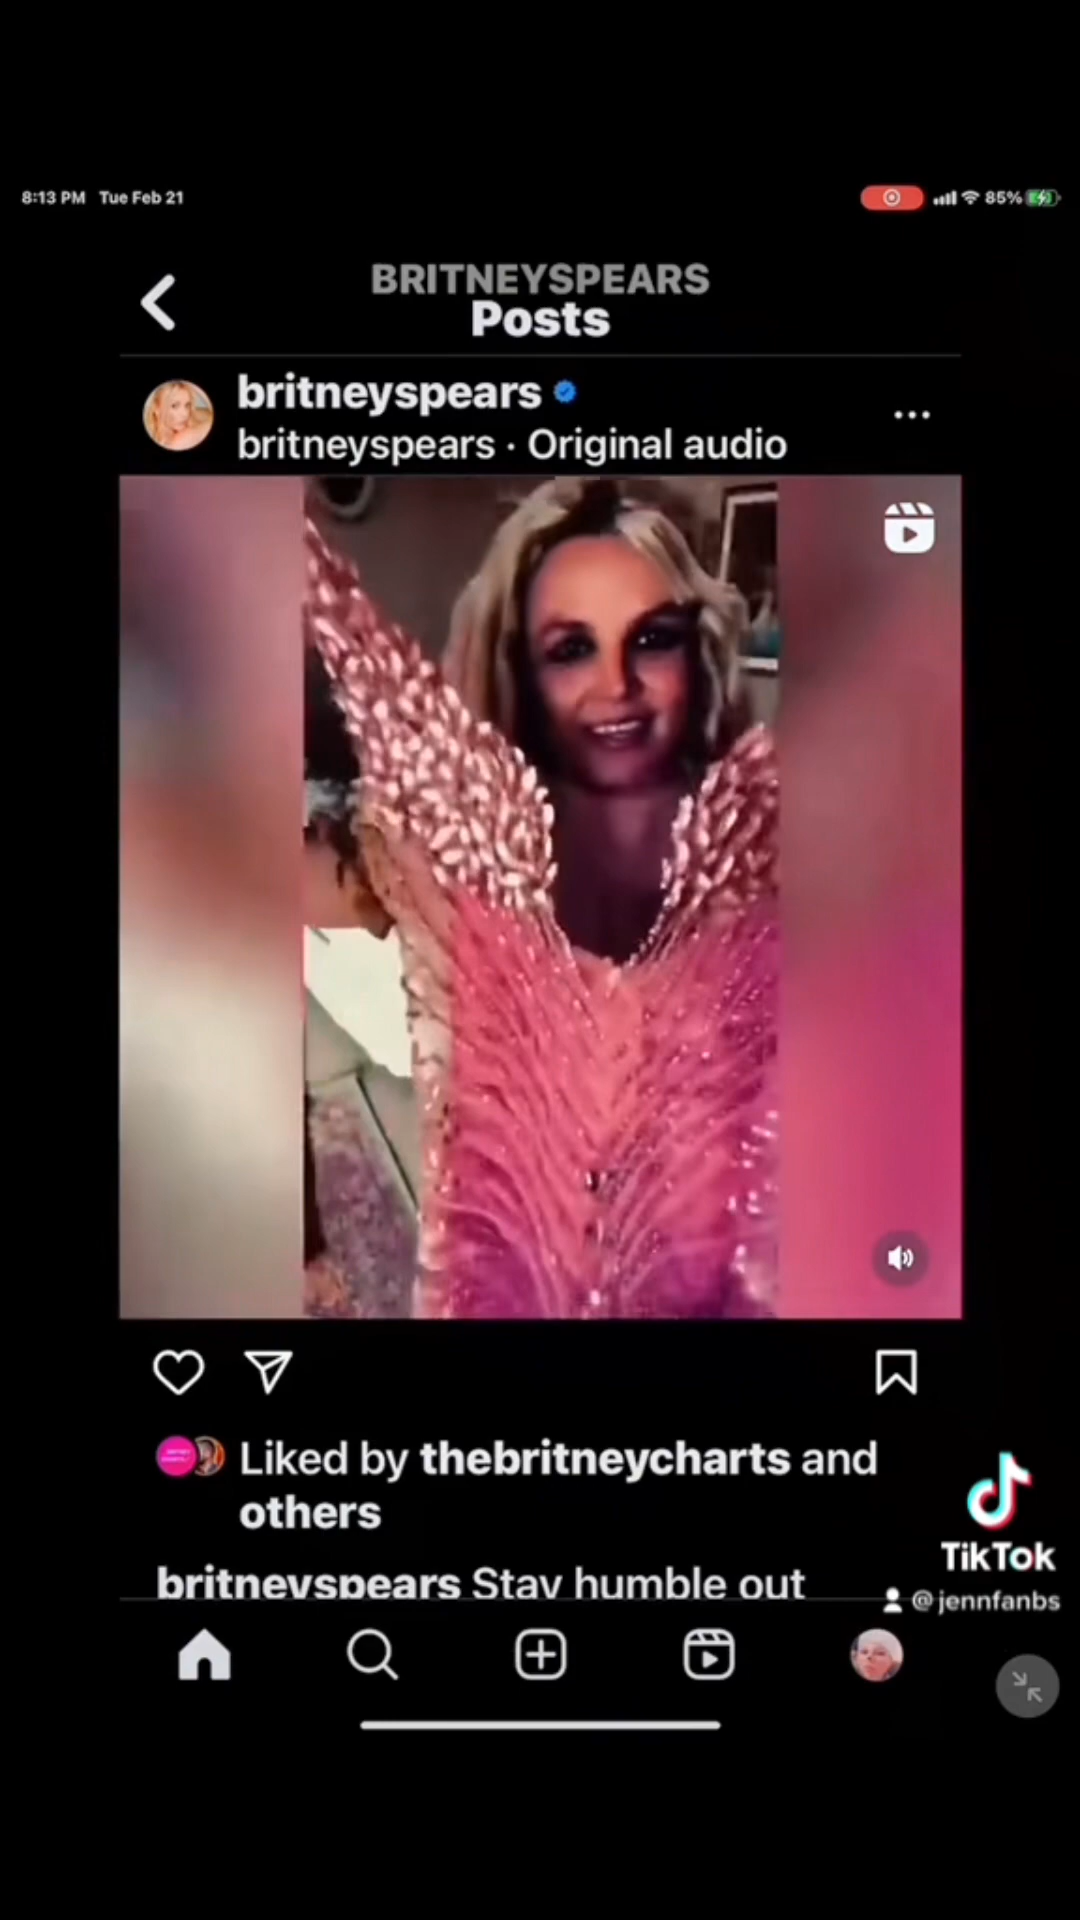 8:13 PM Tue Feb 21
85%
BRITNEYSPEARS
Posts
britneyspears
britneyspears · Original audio
Liked by thebritneycharts and
others
britneyspears Stay humble out
TikTok
@jennfanbs